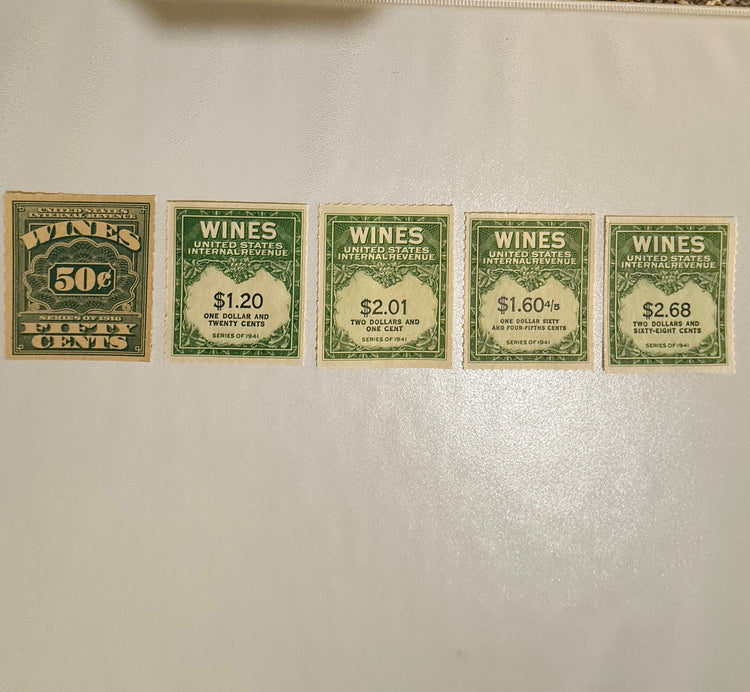 UNITED STATES
INTERNAL REVENUE
WINES
50¢
SERIES OF 1916
FIFTY
CENTS
WINES
UNITED STATES
INTERNAL REVENUE
$1.20
ONE DOLLAR AND
TWENTY CENTS
SERIES OF 1941
WINES
UNITED STATES
INTERNAL REVENUE
$2.01
TWO DOLLARS AND
ONE CENT
SERIES OF 1941
WINES
UNITED STATES
INTERNAL REVENUE
$1.60 4/5
ONE DOLLAR SIXTY
AND FOUR-FIFTHS CENTS
SERIES OF 1941
WINES
UNITED STATES
INTERNAL REVENUE
$2.68
TWO DOLLARS AND
SIXTY-EIGHT CENTS
SERIES OF 1941